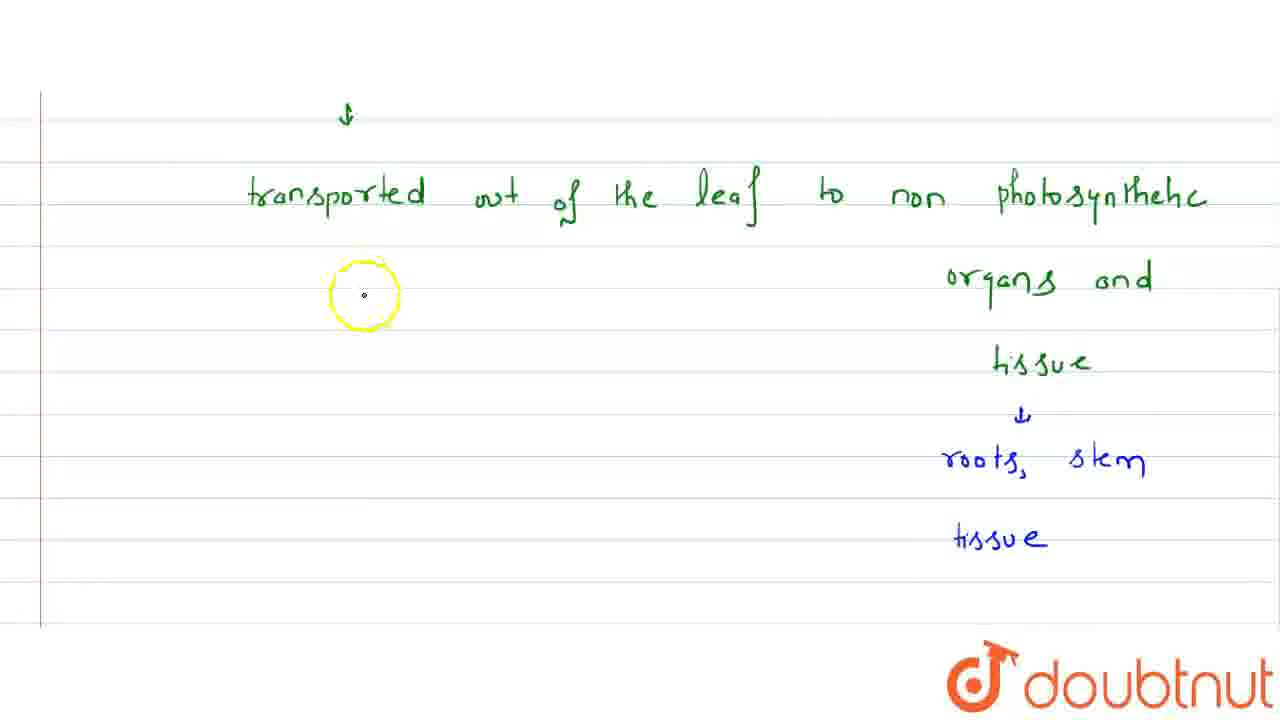 ↓
transported out of the leaf to non photosynthetic
organs and
tissue
↓
roots, stem
tissue
doubtnut